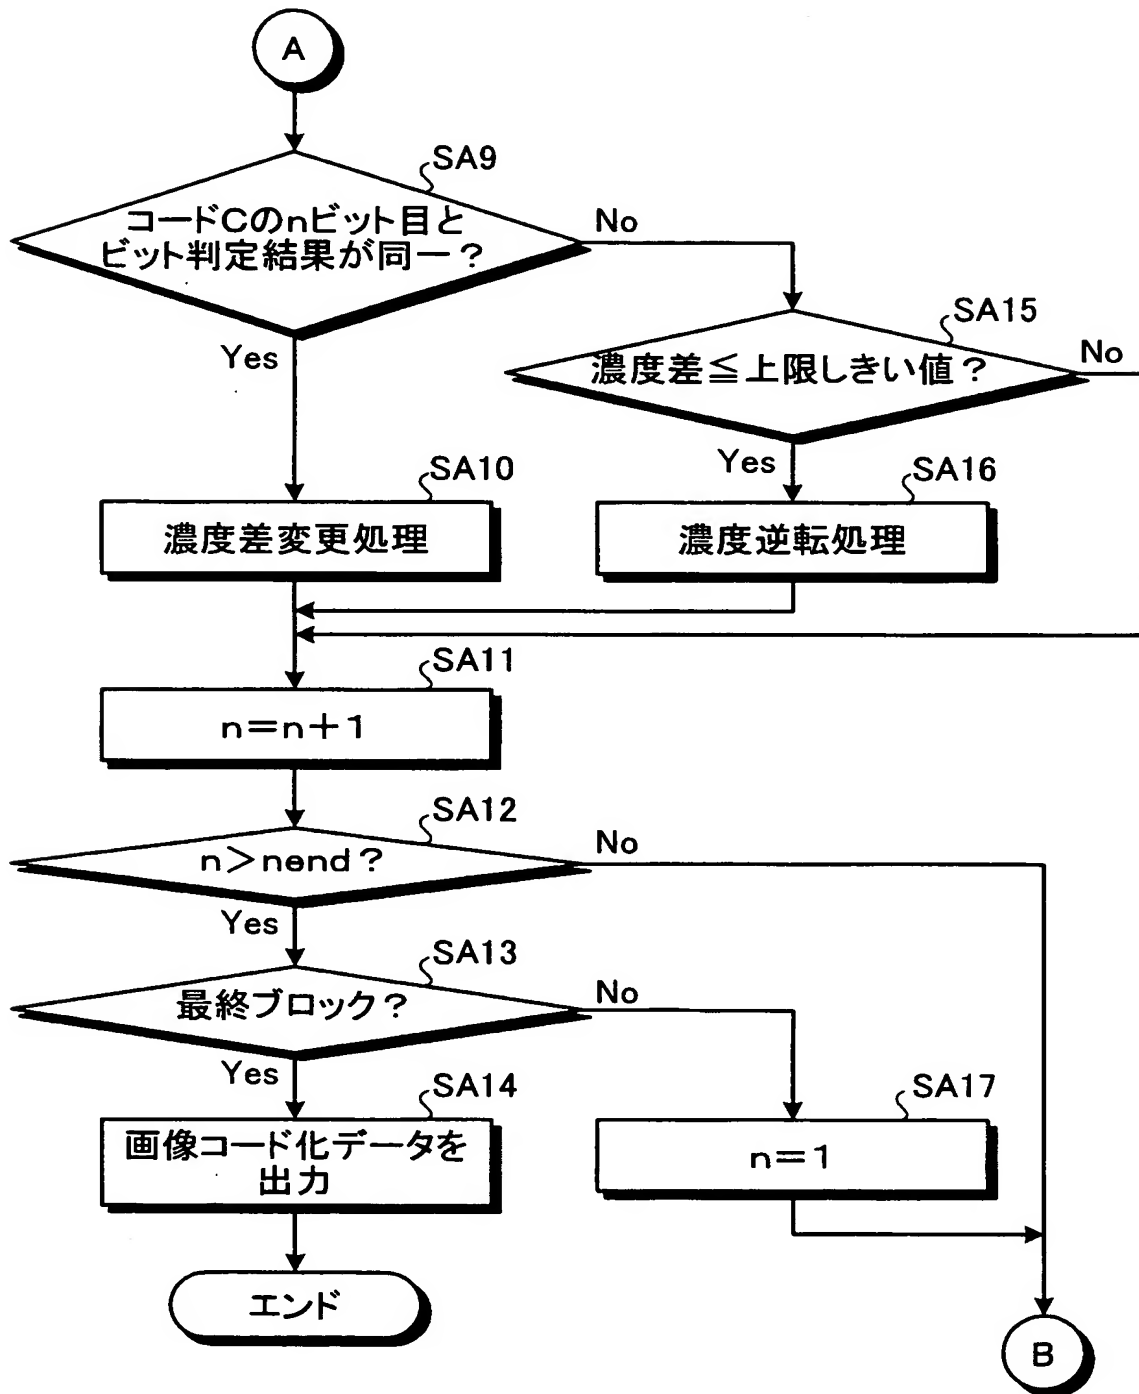 A
SA9
コードCのnビット目と
ビット判定結果が同一?
No
Yes
SA15
濃度差≦上限しきい値?
No
Yes
SA10
濃度差変更処理
SA16
濃度逆転処理
SA11
n=n+1
SA12
n>nend?
No
Yes
SA13
最終ブロック?
No
Yes
SA14
画像コード化データを
出力
SA17
n=1
エンド
B